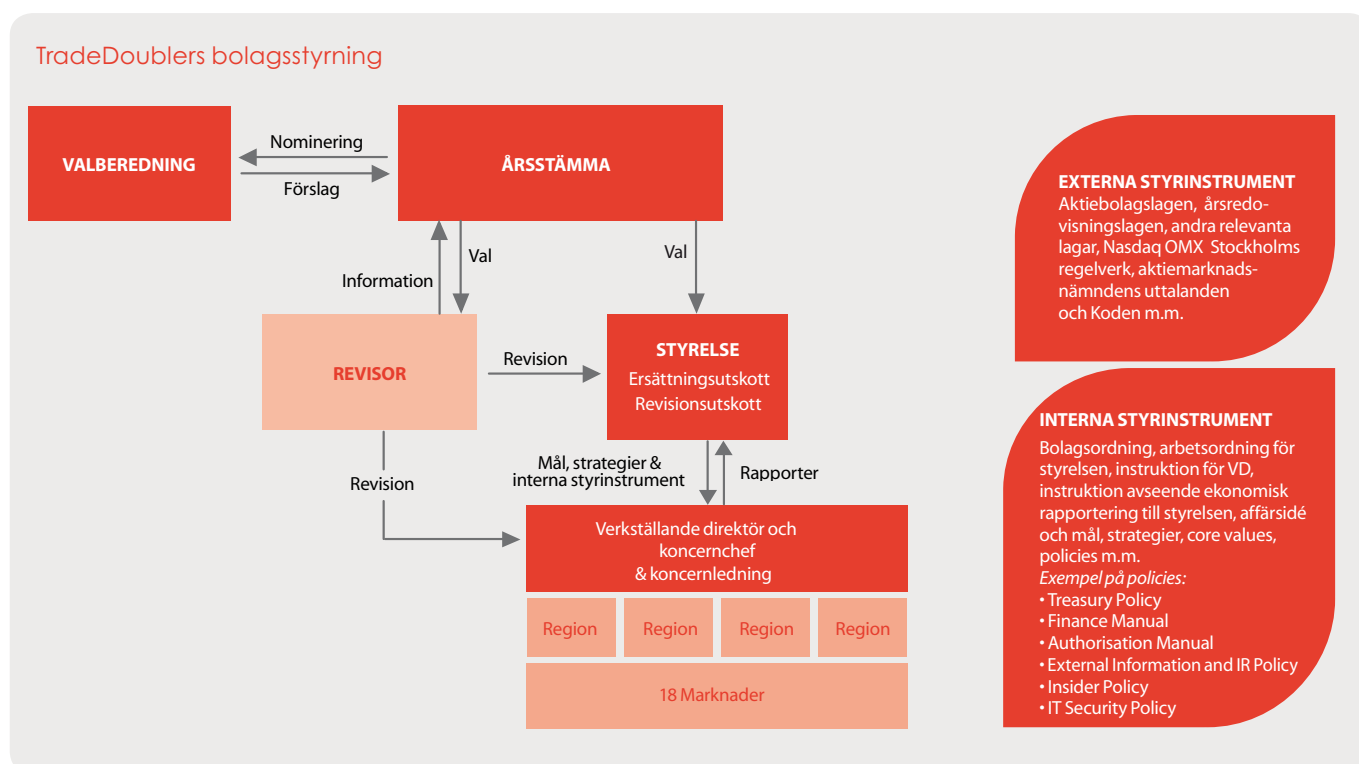 TradeDoublers bolagsstyrning
VALBEREDNING
Nominering
Förslag
ÅRSSTÄMMA
Information
Val
Val
REVISOR
Revision
STYRELSE
Ersättningsutskott
Revisionsutskott
Revision
Mål, strategier &
interna styrinstrument
Rapporter
Verkställande direktör och
koncernchef
& koncernledning
Region
Region
Region
Region
18 Marknader
EXTERNA STYRINSTRUMENT
Aktiebolagslagen, årsredo-
visningslagen, andra relevanta
lagar, Nasdaq OMX Stockholms
regelverk, aktiemarknads-
nämndens uttalanden
och Koden m.m.
INTERNA STYRINSTRUMENT
Bolagsordning, arbetsordning för
styrelsen, instruktion för VD,
instruktion avseende ekonomisk
rapportering till styrelsen, affärsidé
och mål, strategier, core values,
policies m.m.
Exempel på policies:
• Treasury Policy
• Finance Manual
• Authorisation Manual
• External Information and IR Policy
• Insider Policy
• IT Security Policy